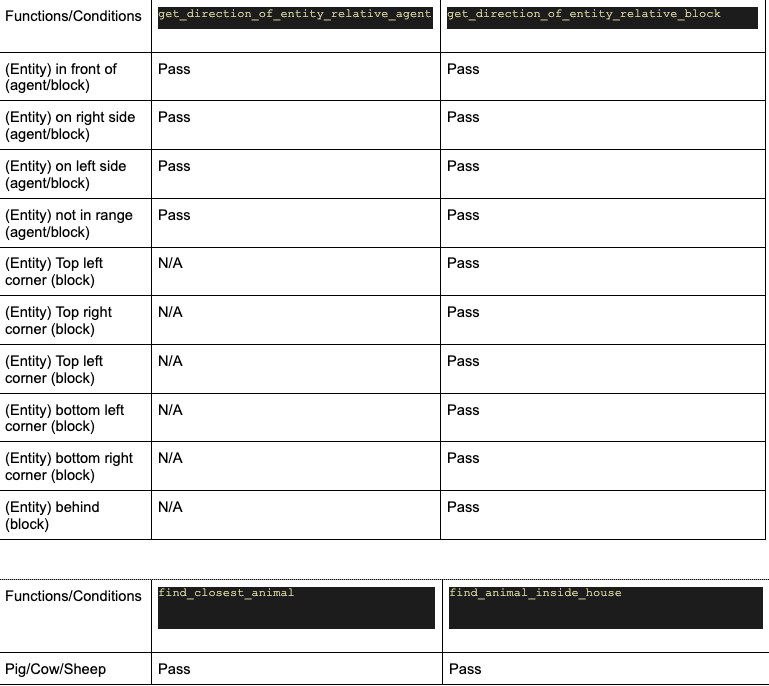 Functions/Conditions get_direction_of_entity_relative_agent get_direction_of_entity_relative_block
(Entity) in front of Pass Pass
(agent/block)
(Entity) on right side Pass Pass
(agent/block)
(Entity) on left side Pass Pass
(agent/block)
(Entity) not in range Pass Pass
(agent/block)
(Entity) Top left N/A Pass
corner (block)
(Entity) Top right N/A Pass
corner (block)
(Entity) Top left N/A Pass
corner (block)
(Entity) bottom left N/A Pass
corner (block)
(Entity) bottom right N/A Pass
corner (block)
(Entity) behind N/A Pass
(block)
Functions/Conditions find_closest_animal find_animal_inside_house
Pig/Cow/Sheep Pass Pass